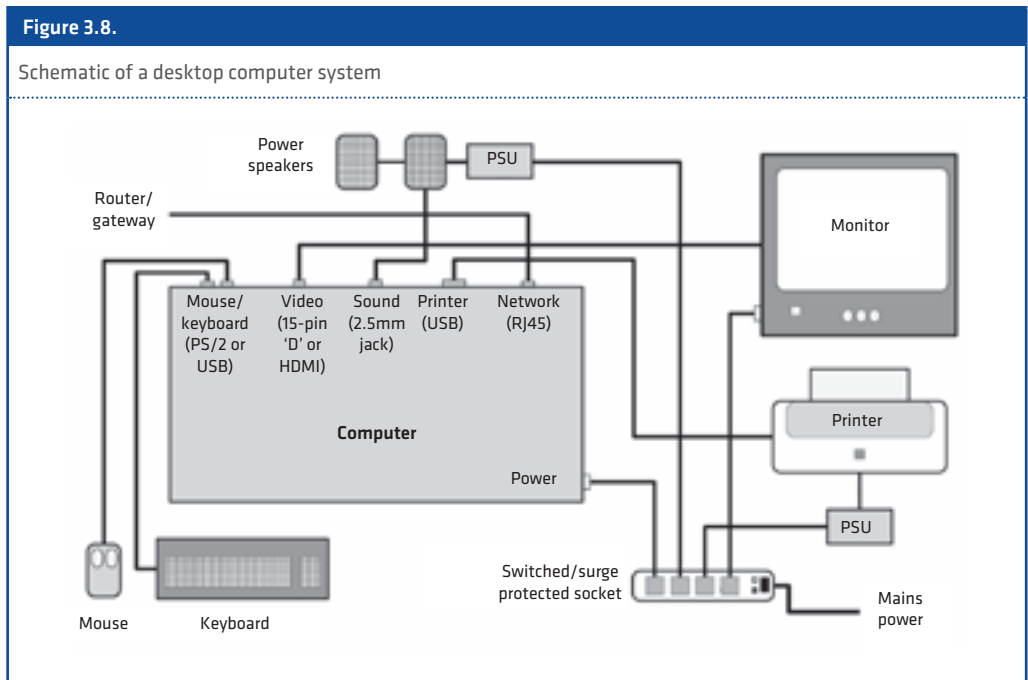 Figure 3.8.
Schematic of a desktop computer system
Power
speakers
PSU
Router/
gateway
Monitor
Mouse/
keyboard
(PS/2 or
USB)
Video
(15-pin
‘D’ or
HDMI)
Sound
(2.5mm
jack)
Printer
(USB)
Network
(RJ45)
Computer
Printer
Power
PSU
Switched/surge
protected socket
Mains
power
Mouse
Keyboard